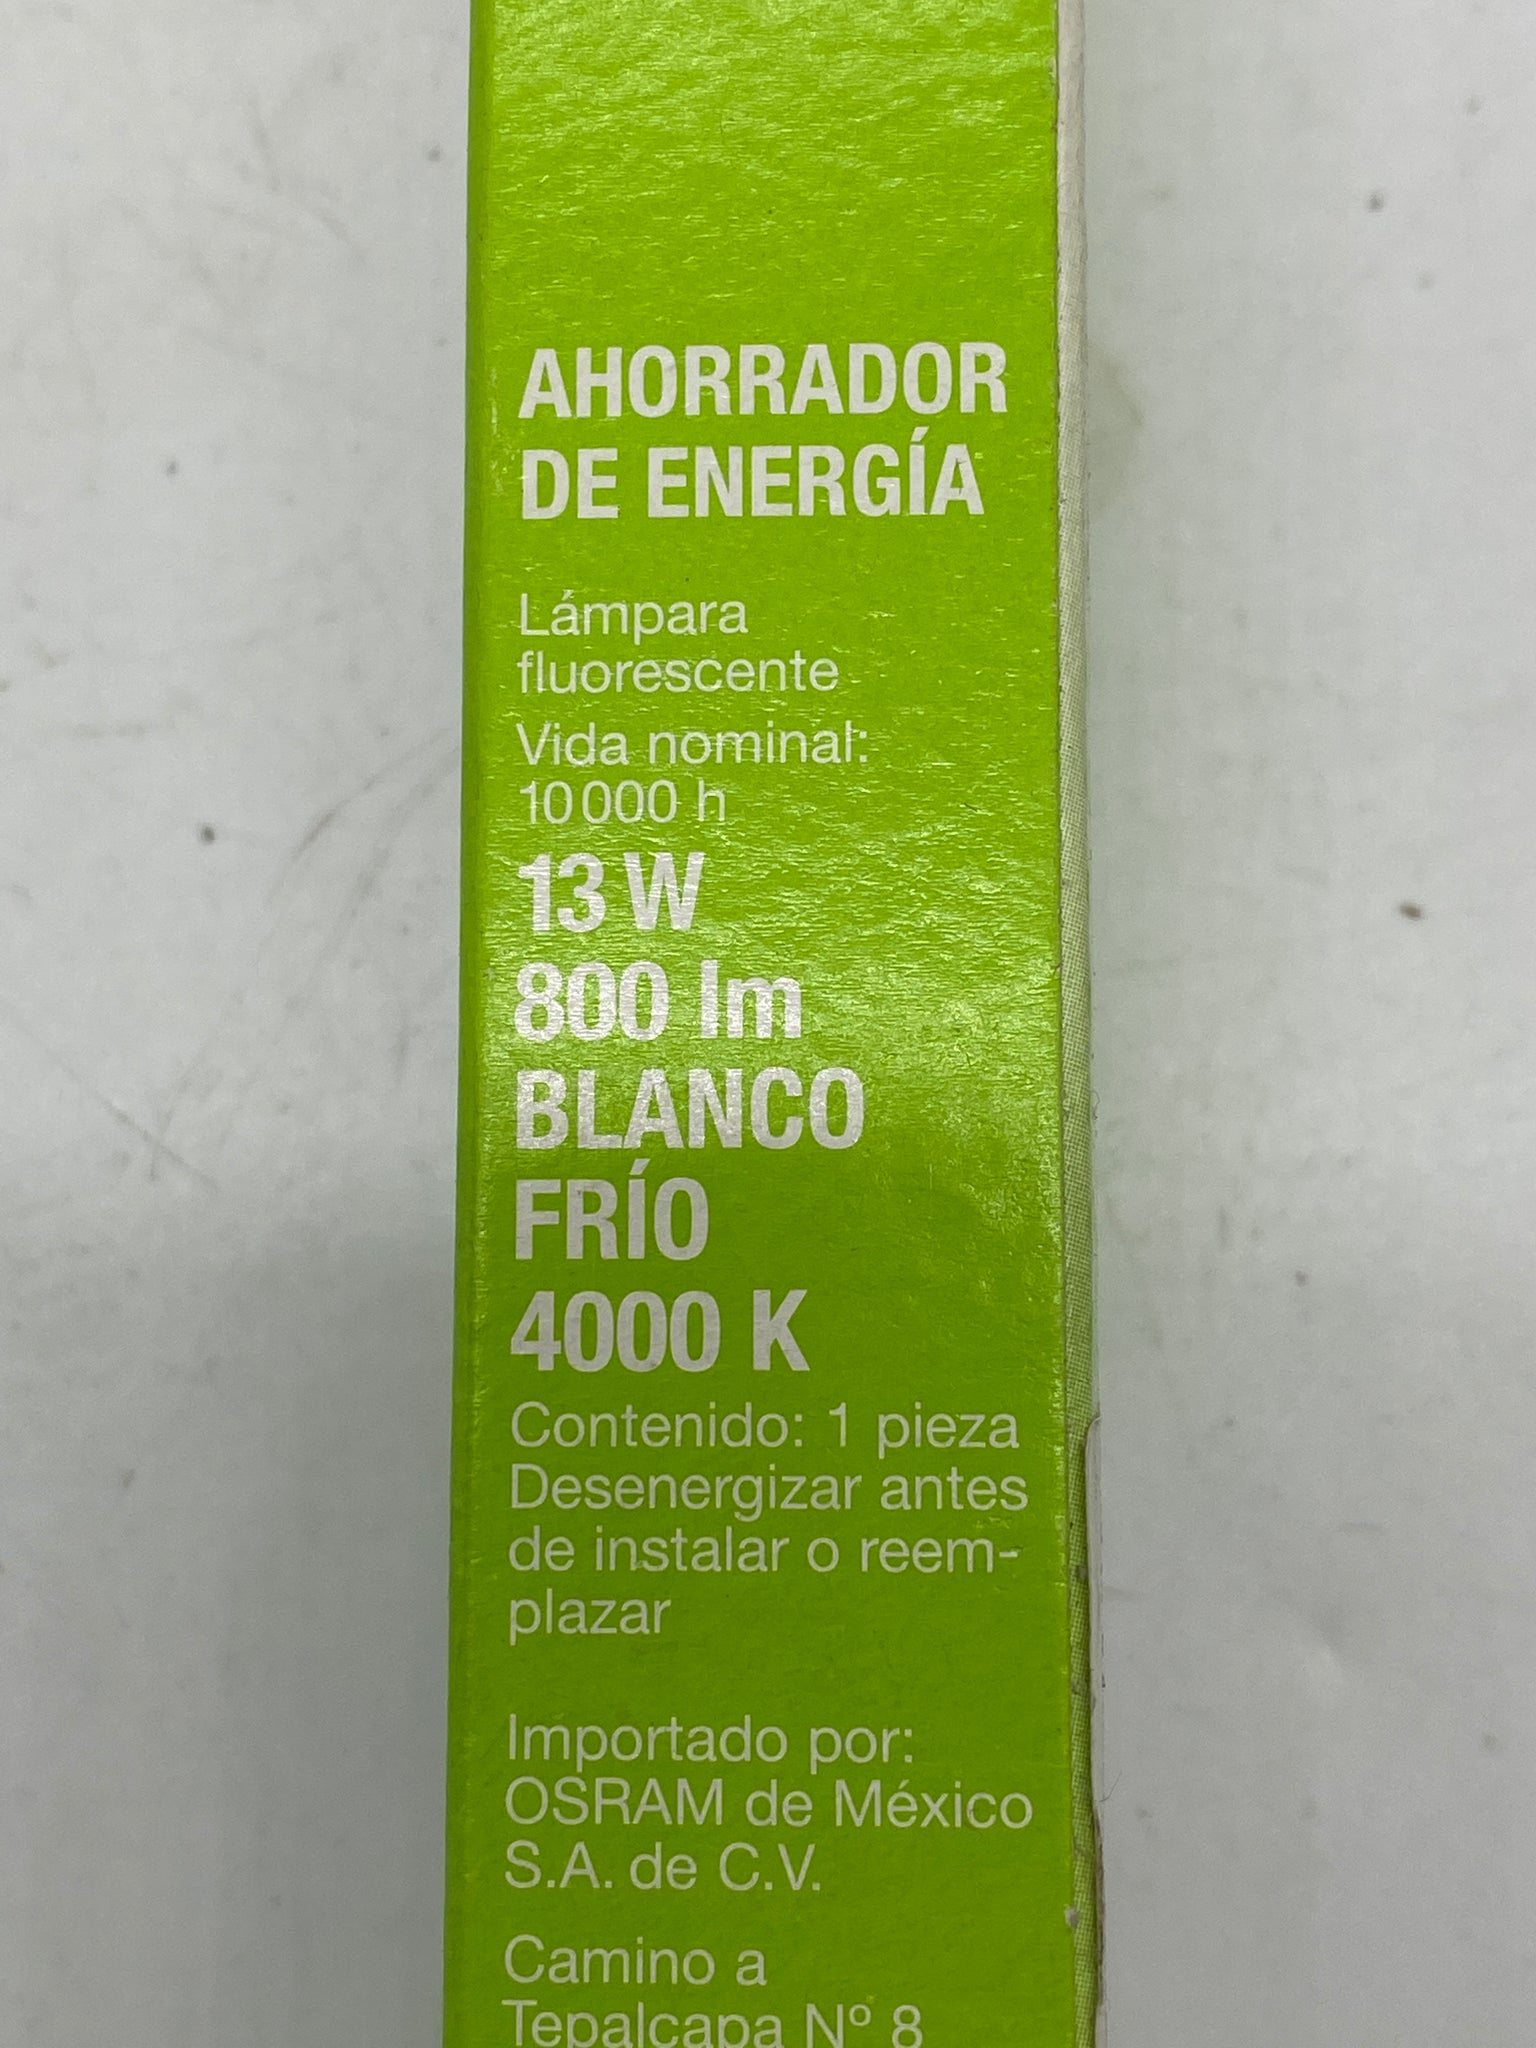 AHORRADOR
DE ENERGÍA
Lámpara
fluorescente
Vida nominal:
10 000 h
13 W
800 lm
BLANCO
FRÍO
4000 K
Contenido: 1 pieza
Desenergizar antes
de instalar o reem-
plazar
Importado por:
OSRAM de México
S.A. de C.V.
Camino a
Tepalcapa Nº 8